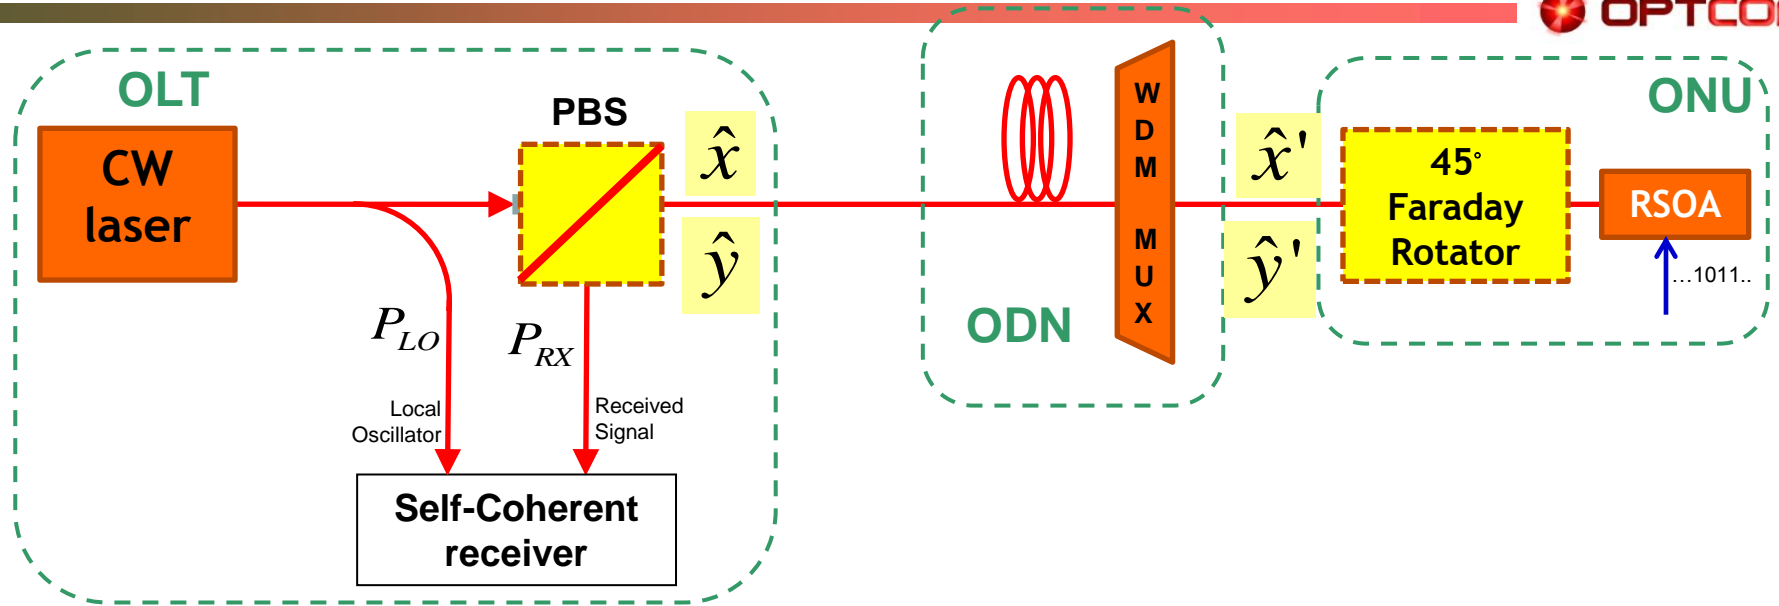 OPTCO
OLT
PBS
CW
laser
x̂
ŷ
P_LO
P_RX
Local
Oscillator
Received
Signal
Self-Coherent
receiver
ODN
W
D
M
M
U
X
x̂'
ŷ'
ONU
45°
Faraday
Rotator
RSOA
...1011..